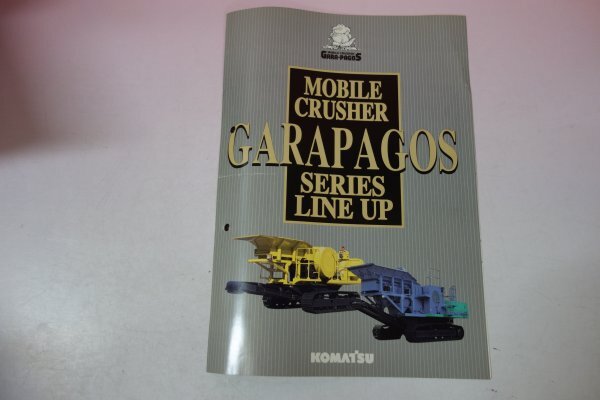 GARA-PAGOS
MOBILE
CRUSHER
GARAPAGOS
SERIES
LINE UP
KOMATSU